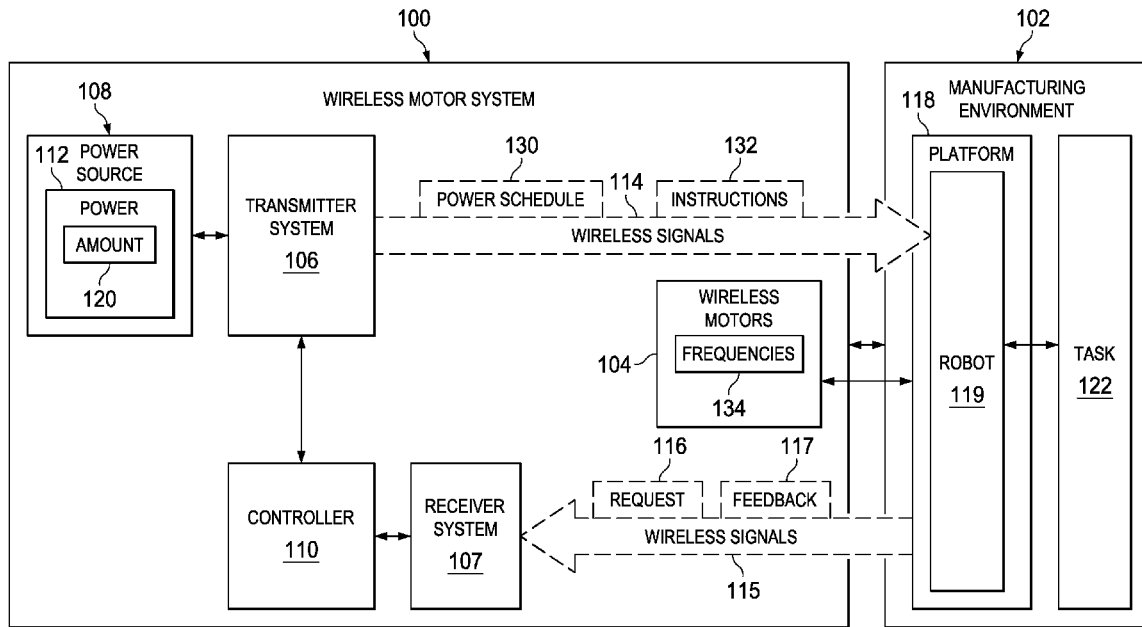 100
102
WIRELESS MOTOR SYSTEM
MANUFACTURING
ENVIRONMENT
108
POWER
SOURCE
112
POWER
AMOUNT
120
TRANSMITTER
SYSTEM
106
130
POWER SCHEDULE
114
132
INSTRUCTIONS
WIRELESS SIGNALS
118
PLATFORM
WIRELESS
MOTORS
FREQUENCIES
104
134
ROBOT
119
TASK
122
116
117
REQUEST
FEEDBACK
WIRELESS SIGNALS
115
CONTROLLER
110
RECEIVER
SYSTEM
107